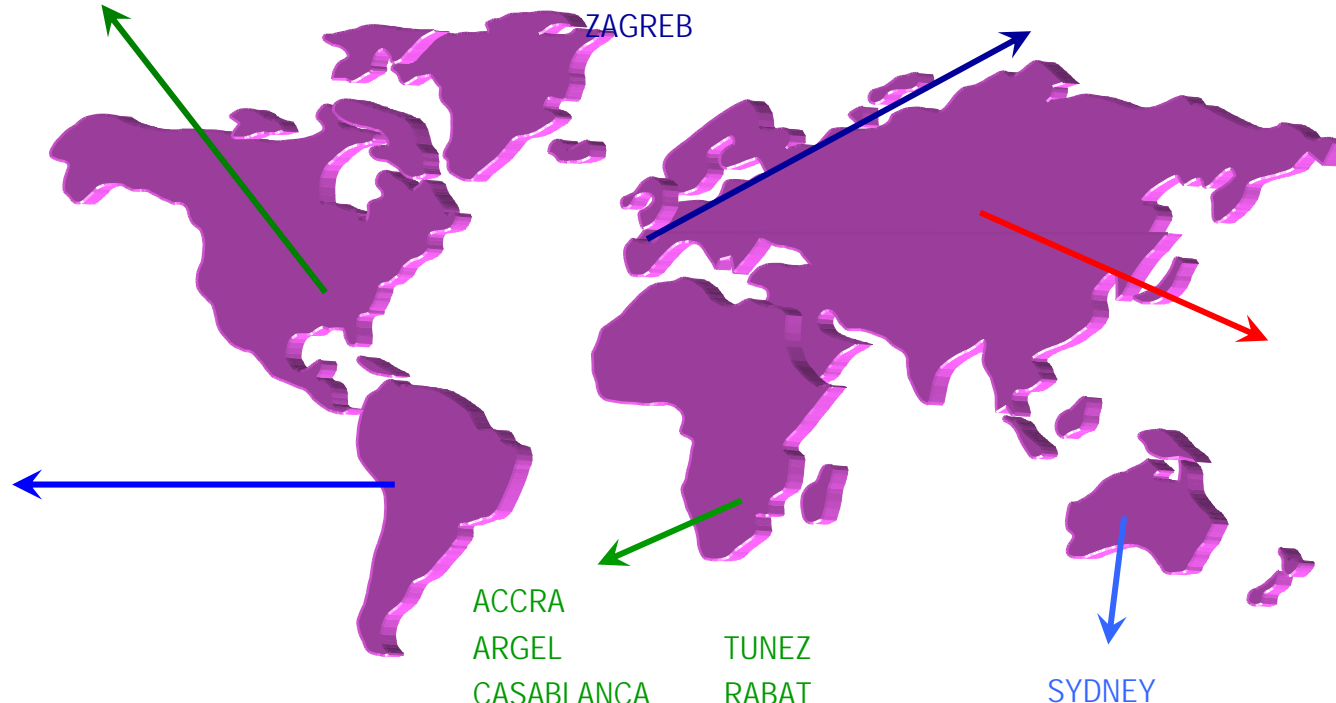 ZAGREB
ACCRA
ARGEL TUNEZ
CASABLANCA RABAT
SYDNEY